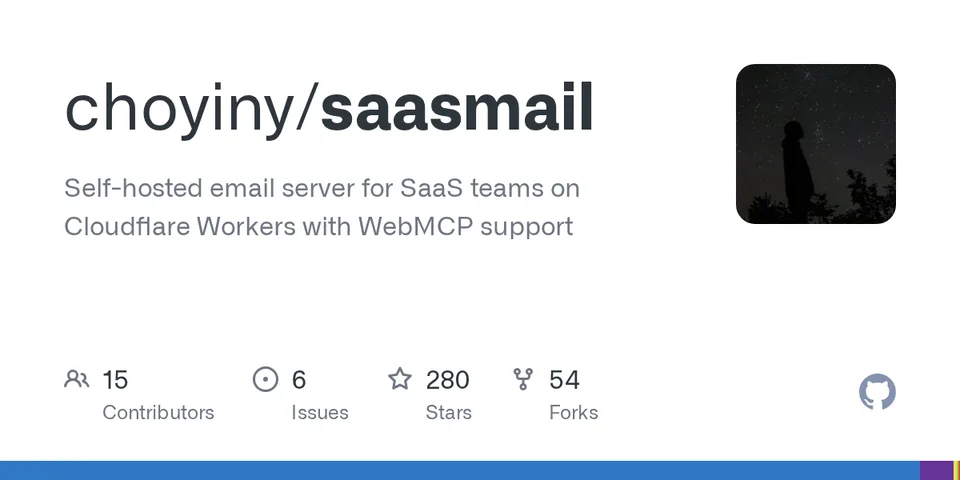 choyiny/saasmail
Self-hosted email server for SaaS teams on
Cloudflare Workers with WebMCP support
15
Contributors
6
Issues
280
Stars
54
Forks